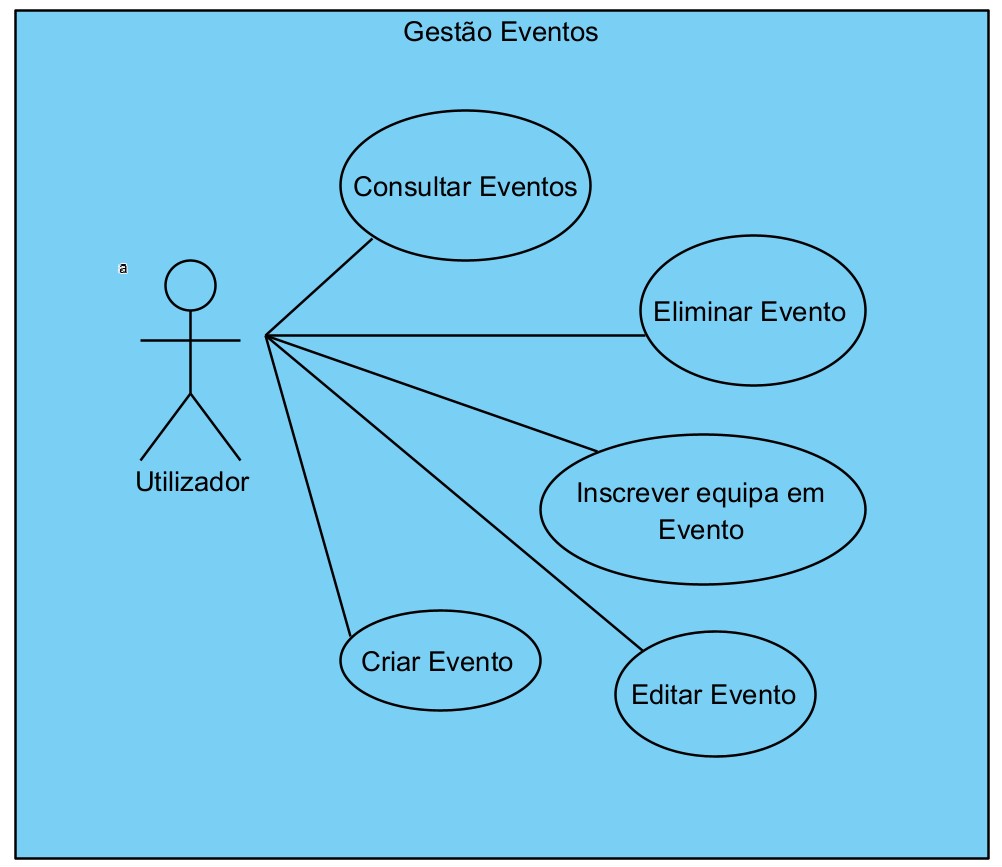 Gestão Eventos
Consultar Eventos
a
Eliminar Evento
Utilizador
Inscrever equipa em
Evento
Criar Evento
Editar Evento